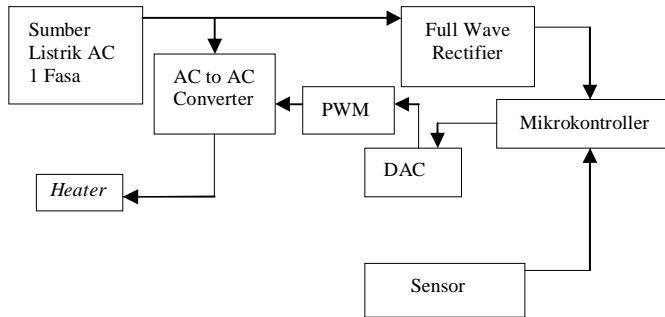 Sumber
Listrik AC
1 Fasa
Full Wave
Rectifier
AC to AC
Converter
PWM
Mikrokontroller
DAC
Heater
Sensor